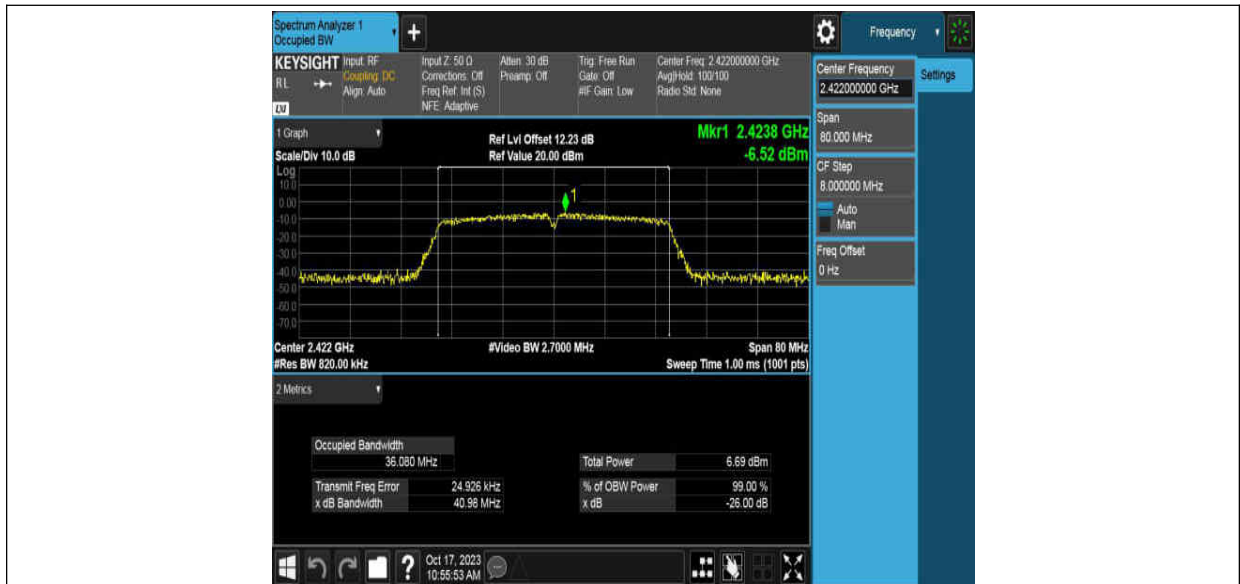 Spectrum Analyzer 1
Occupied BW
+
Frequency
KEYSIGHT
RL
LXI
Input: RF
Coupling: DC
Align: Auto
Input Z: 50 Ω
Corrections: Off
Freq Ref: Int (S)
NFE: Adaptive
Atten: 30 dB
Preamp: Off
Trig: Free Run
Gate: Off
#IF Gain: Low
Center Freq: 2.422000000 GHz
Avg|Hold: 100/100
Radio Std: None
Center Frequency
2.422000000 GHz
Settings
Span
80.000 MHz
CF Step
8.000000 MHz
Auto
Man
Freq Offset
0 Hz
1 Graph
Scale/Div 10.0 dB
Ref Lvl Offset 12.23 dB
Ref Value 20.00 dBm
Mkr1 2.4238 GHz
-6.52 dBm
Log
10.0
0.00
-10.0
-20.0
-30.0
-40.0
-50.0
-60.0
-70.0
1
Center 2.422 GHz
#Video BW 2.7000 MHz
Span 80 MHz
#Res BW 820.00 kHz
Sweep Time 1.00 ms (1001 pts)
2 Metrics
Occupied Bandwidth
36.080 MHz
Total Power 6.69 dBm
Transmit Freq Error 24.926 kHz
% of OBW Power 99.00 %
x dB Bandwidth 40.98 MHz
x dB -26.00 dB
?
Oct 17, 2023
10:55:53 AM